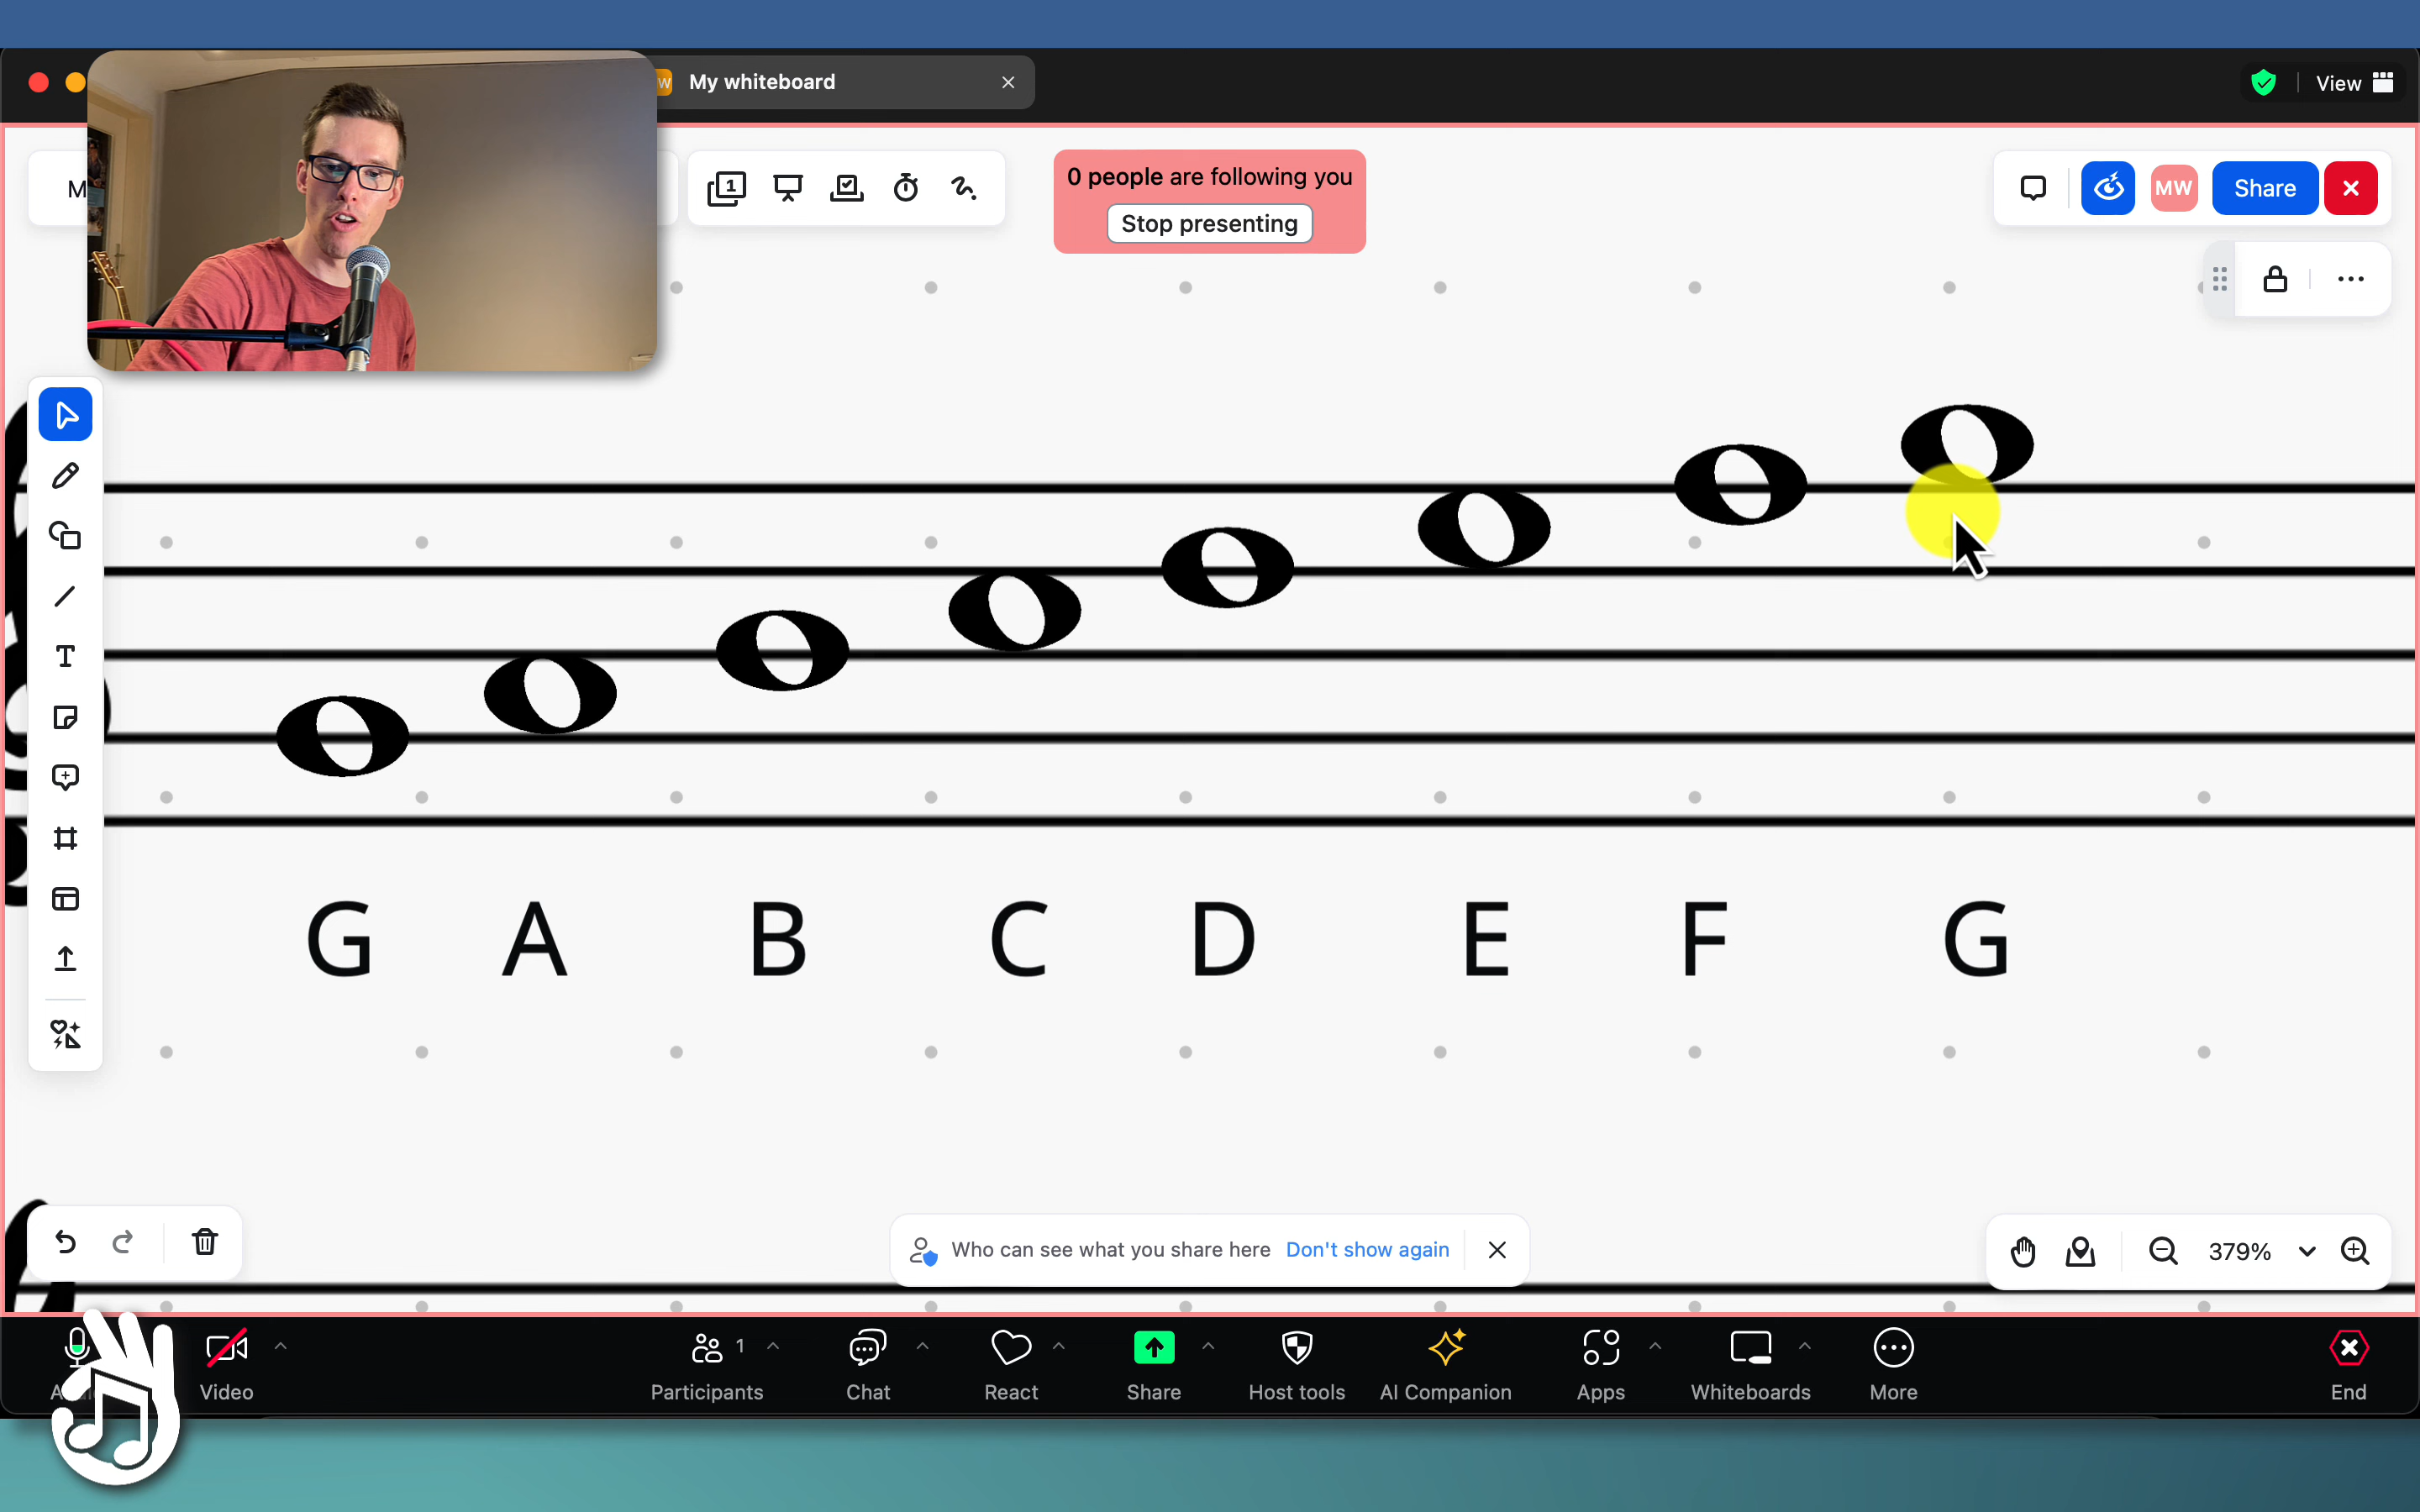 W My whiteboard
View
M
1
0 people are following you
Stop presenting
MW
Share
T
G A B C D E F G
Who can see what you share here Don't show again
379%
Video
1
Participants
Chat
React
Share
Host tools
AI Companion
Apps
Whiteboards
More
End